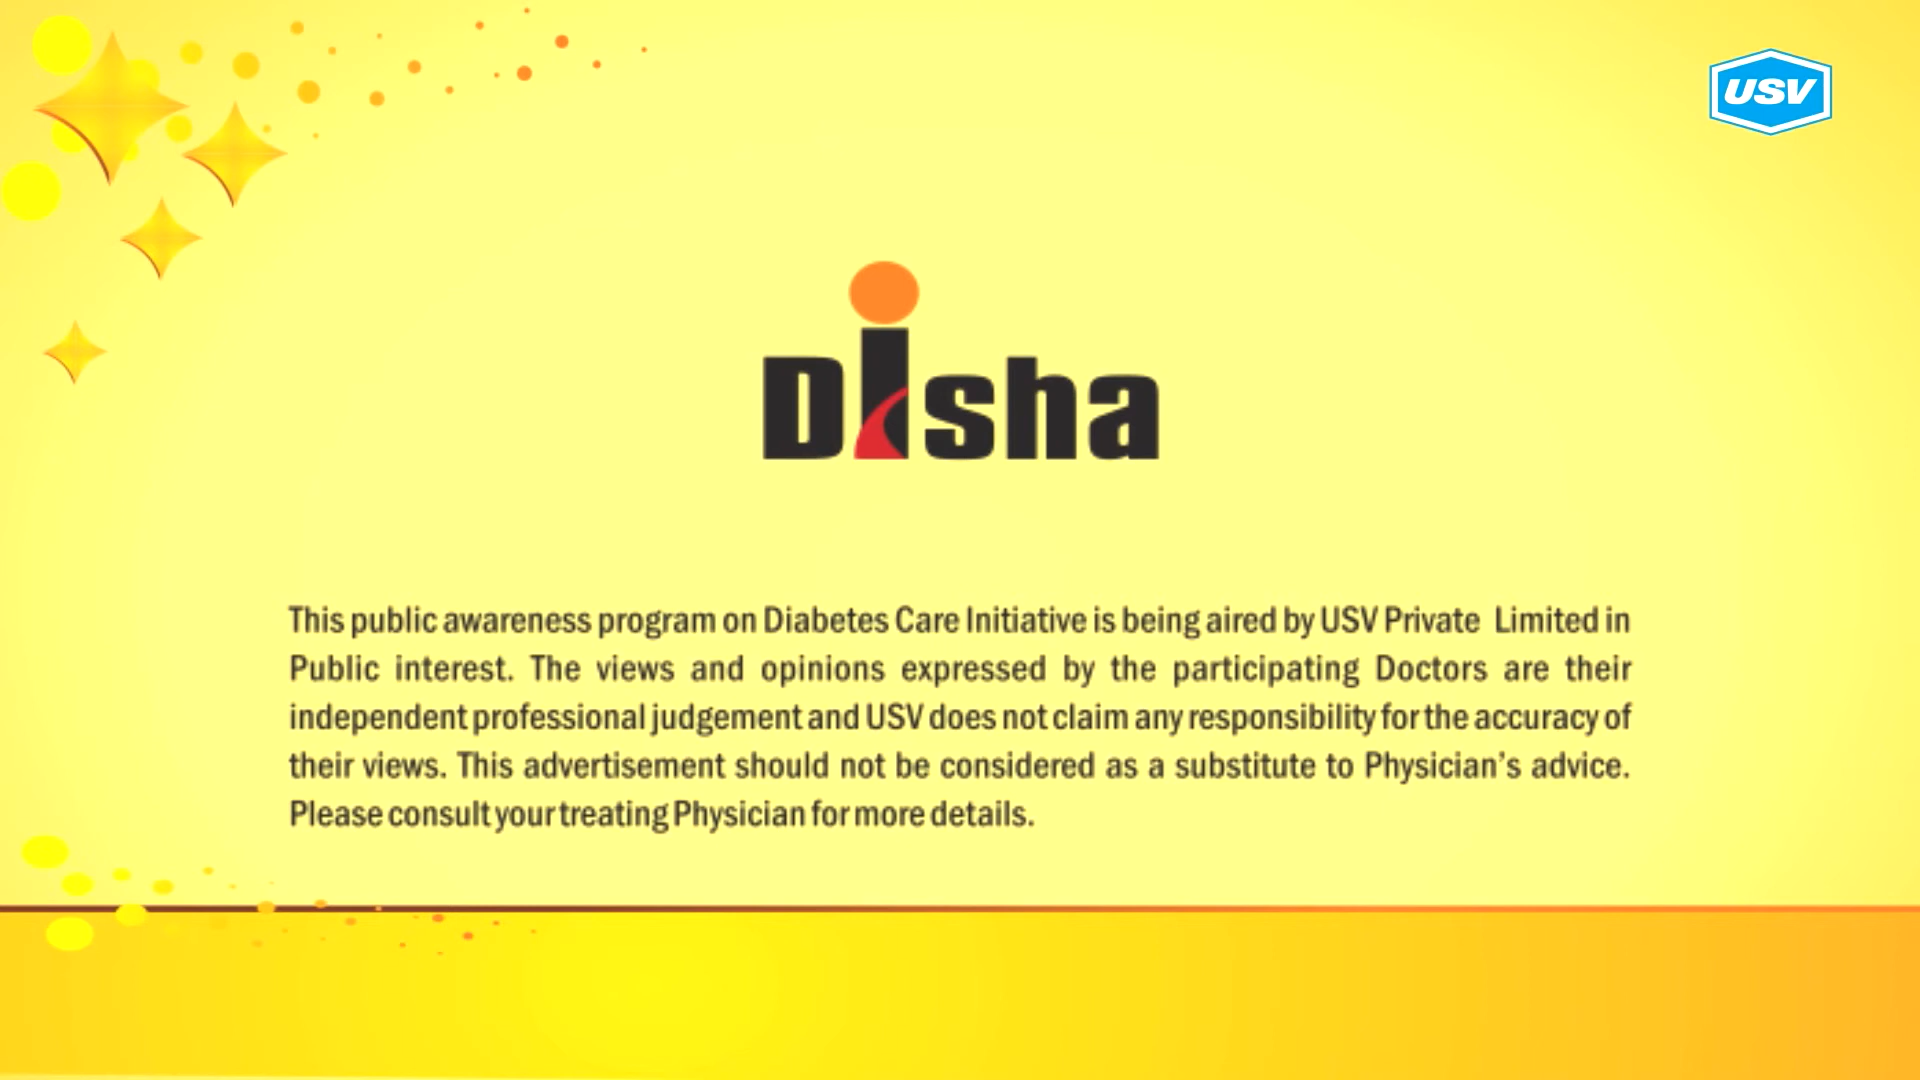 USV
Disha
This public awareness program on Diabetes Care Initiative is being aired by USV Private Limited in
Public interest. The views and opinions expressed by the participating Doctors are their
independent professional judgement and USV does not claim any responsibility for the accuracy of
their views. This advertisement should not be considered as a substitute to Physician’s advice.
Please consult your treating Physician for more details.